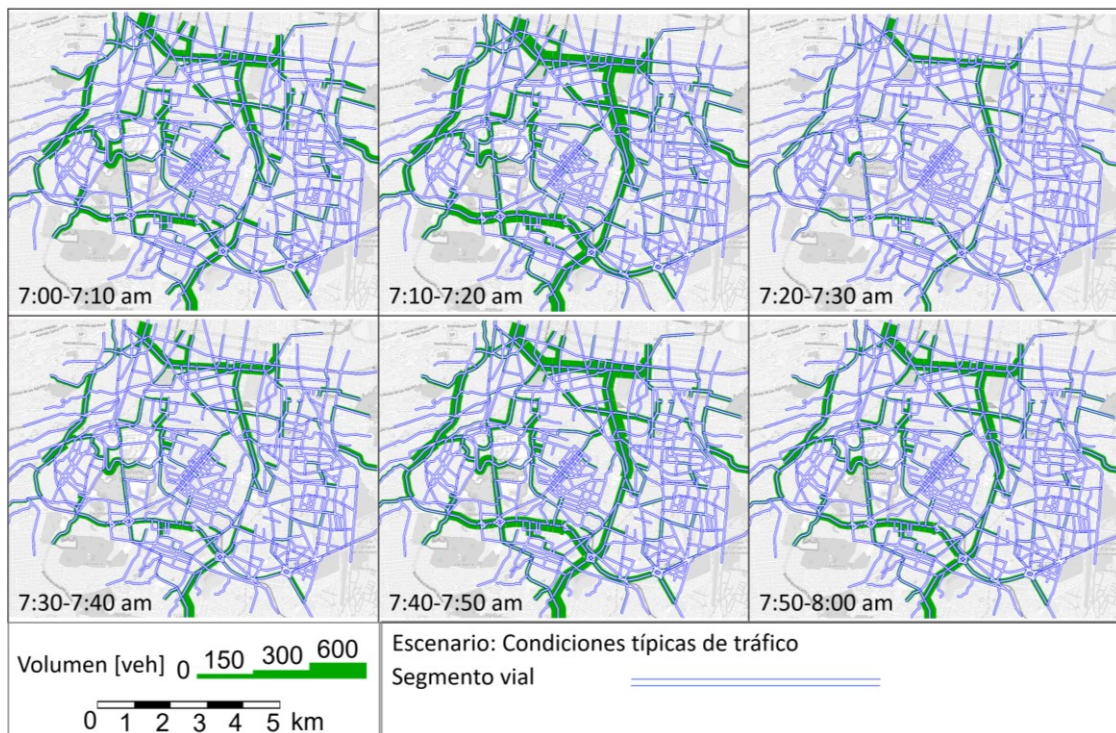 7:00-7:10 am
7:10-7:20 am
7:20-7:30 am
7:30-7:40 am
7:40-7:50 am
7:50-8:00 am
Volumen [veh] 0 150 300 600
0 1 2 3 4 5 km
Escenario: Condiciones típicas de tráfico
Segmento vial